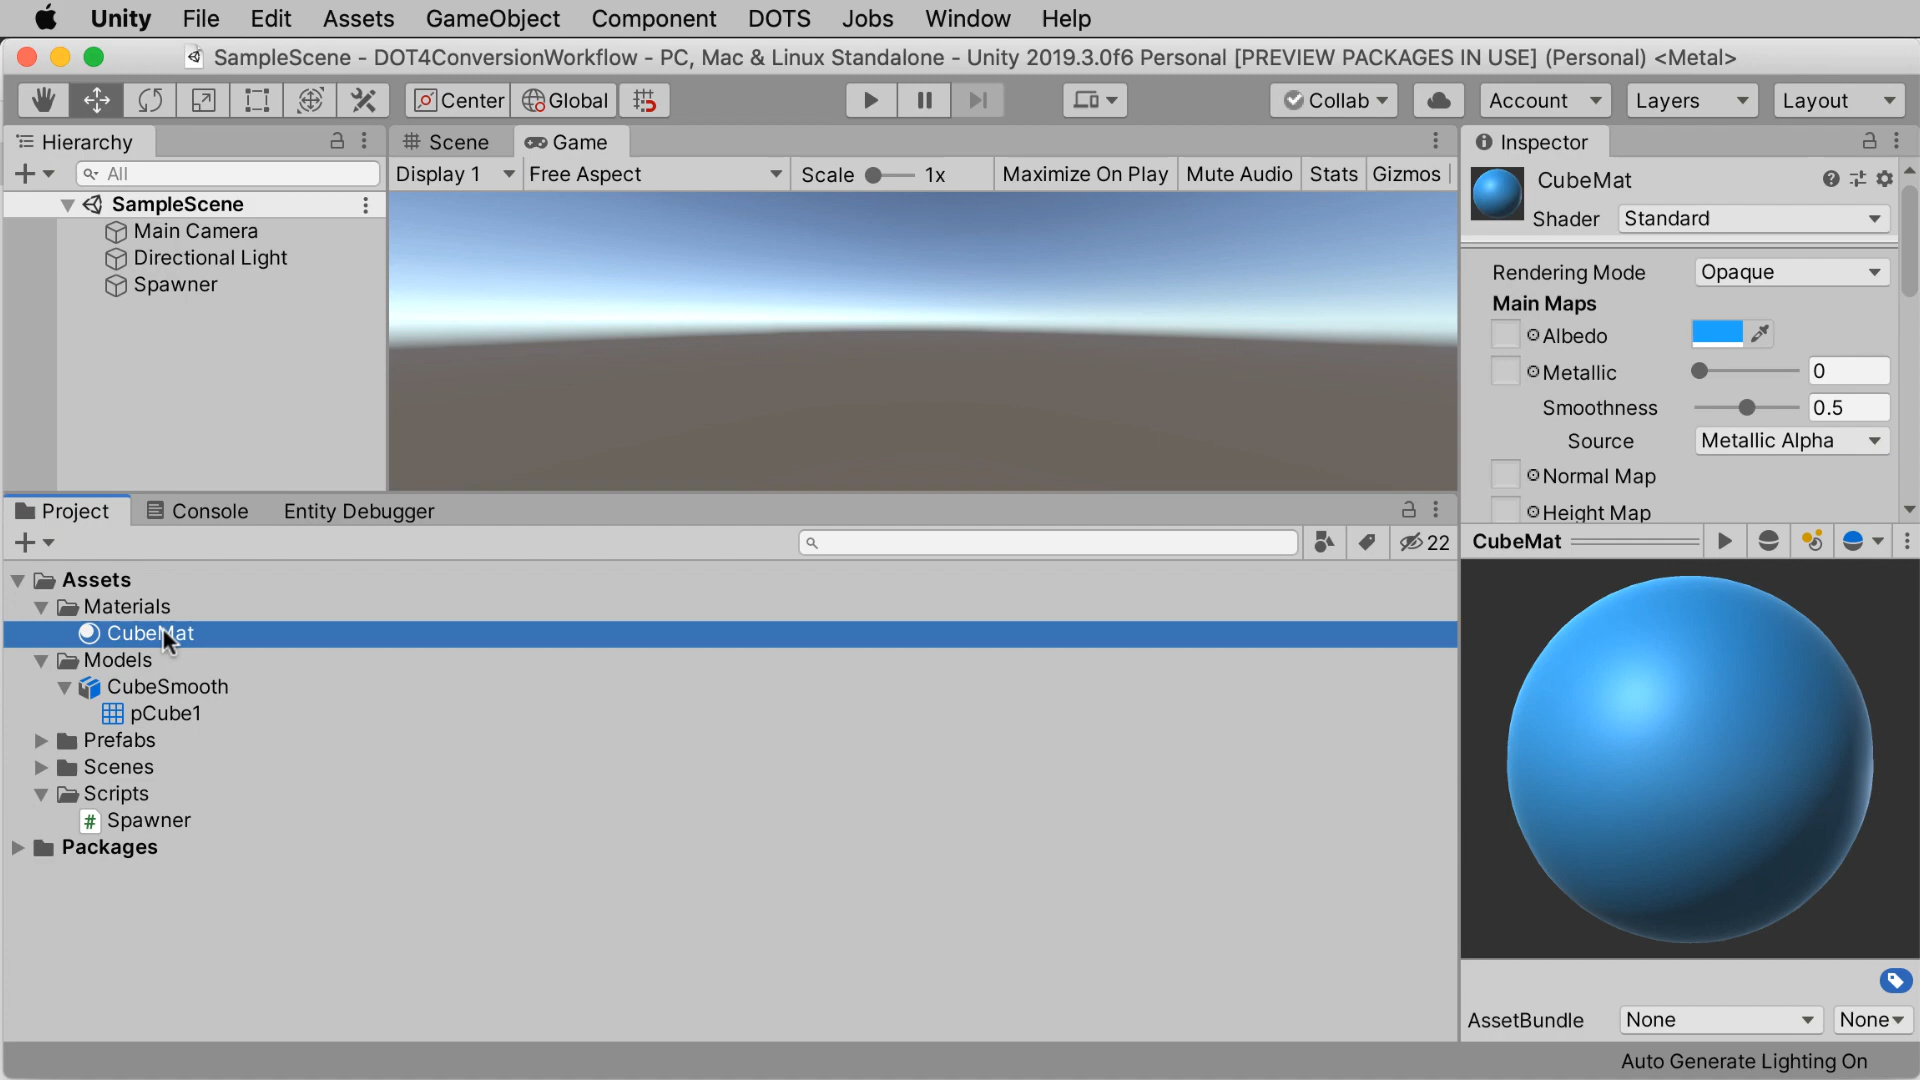 Unity File Edit Assets GameObject Component DOTS Jobs Window Help
SampleScene - DOT4ConversionWorkflow - PC, Mac & Linux Standalone - Unity 2019.3.0f6 Personal [PREVIEW PACKAGES IN USE] (Personal) <Metal>
Center Global Collab Account Layers Layout
Hierarchy
All
SampleScene
Main Camera
Directional Light
Spawner
Scene Game
Display 1 Free Aspect Scale 1x Maximize On Play Mute Audio Stats Gizmos
Inspector
CubeMat
Shader Standard
Rendering Mode Opaque
Main Maps
Albedo
Metallic 0
Smoothness 0.5
Source Metallic Alpha
Normal Map
Height Map
Project Console Entity Debugger
22
Assets
Materials
CubeMat
Models
CubeSmooth
pCube1
Prefabs
Scenes
Scripts
# Spawner
Packages
CubeMat
AssetBundle None None
Auto Generate Lighting On